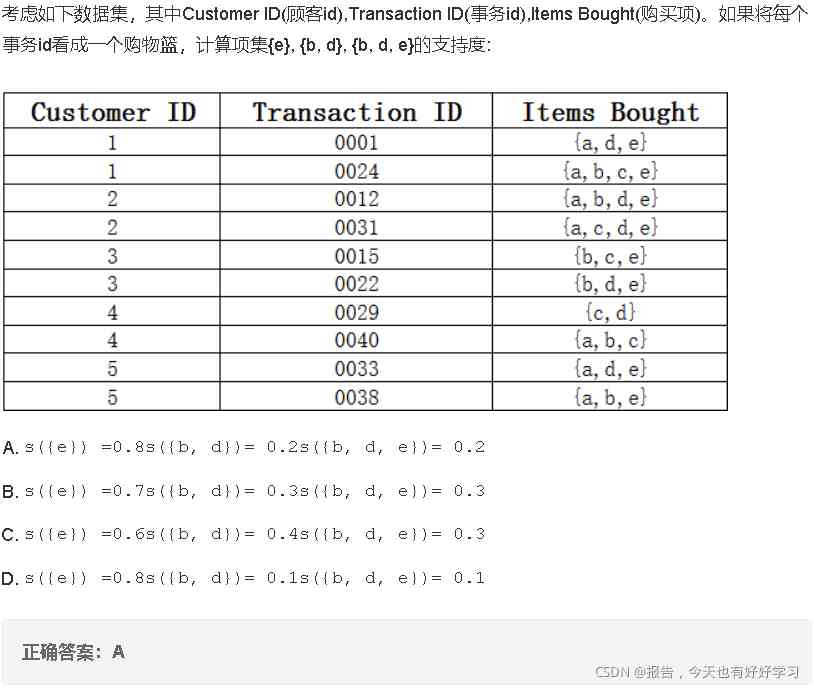 考虑如下数据集，其中Customer ID(顾客id),Transaction ID(事务id),Items Bought(购买项)。如果将每个
事务id看成一个购物篮，计算项集{e}, {b, d}, {b, d, e}的支持度:
Customer ID Transaction ID Items Bought
1 0001 {a,d,e}
1 0024 {a,b,c,e}
2 0012 {a,b,d,e}
2 0031 {a,c,d,e}
3 0015 {b,c,e}
3 0022 {b,d,e}
4 0029 {c,d}
4 0040 {a,b,c}
5 0033 {a,d,e}
5 0038 {a,b,e}
A. s({e}) =0.8s({b, d})= 0.2s({b, d, e})= 0.2
B. s({e}) =0.7s({b, d})= 0.3s({b, d, e})= 0.3
C. s({e}) =0.6s({b, d})= 0.4s({b, d, e})= 0.3
D. s({e}) =0.8s({b, d})= 0.1s({b, d, e})= 0.1
正确答案：A
CSDN @报告，今天也有好好学习